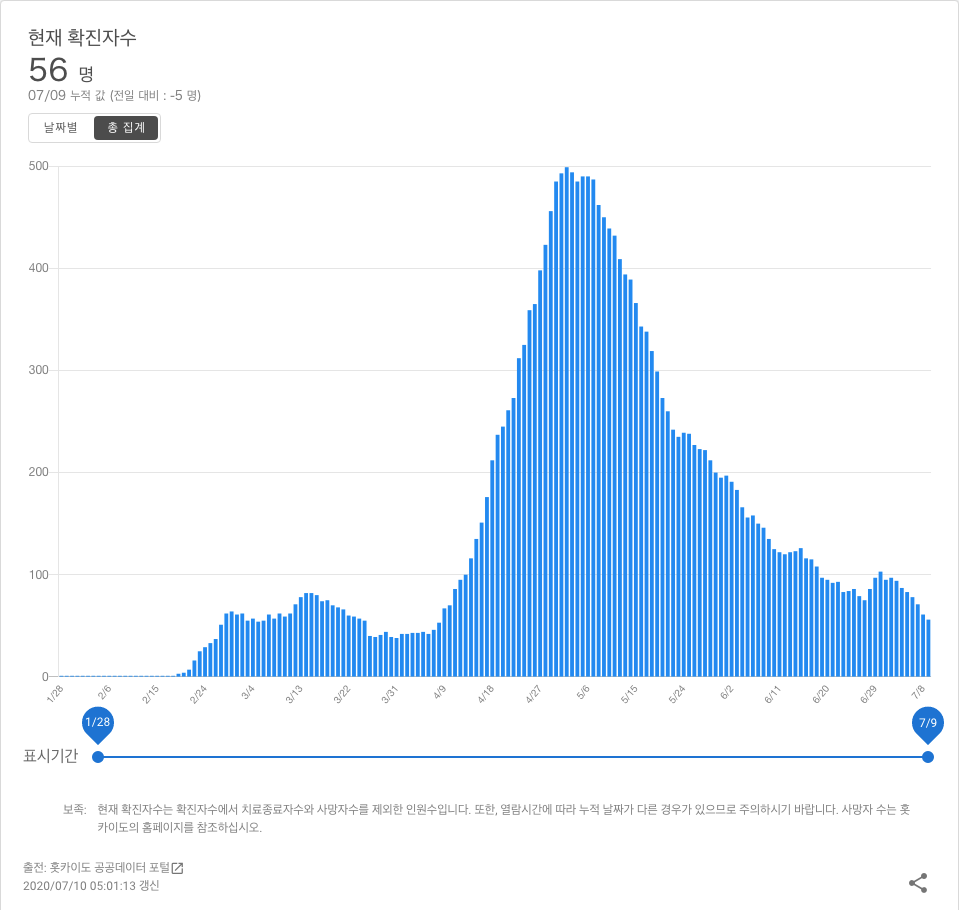 현재 확진자수
56 명
07/09 누적 값 (전일 대비 : -5 명)
날짜별 총 집계
500
400
300
200
100
0
1/28 2/6 2/15 2/24 3/4 3/13 3/22 3/31 4/9 4/18 4/27 5/6 5/15 5/24 6/2 6/11 6/20 6/29 7/8
1/28 7/9
표시기간
보족: 현재 확진자수는 확진자수에서 치료종료자수와 사망자수를 제외한 인원수입니다. 또한, 열람시간에 따라 누적 날짜가 다른 경우가 있으므로 주의하시기 바랍니다. 사망자 수는 홋
카이도의 홈페이지를 참조하십시오.
출전: 홋카이도 공공데이터 포털
2020/07/10 05:01:13 갱신